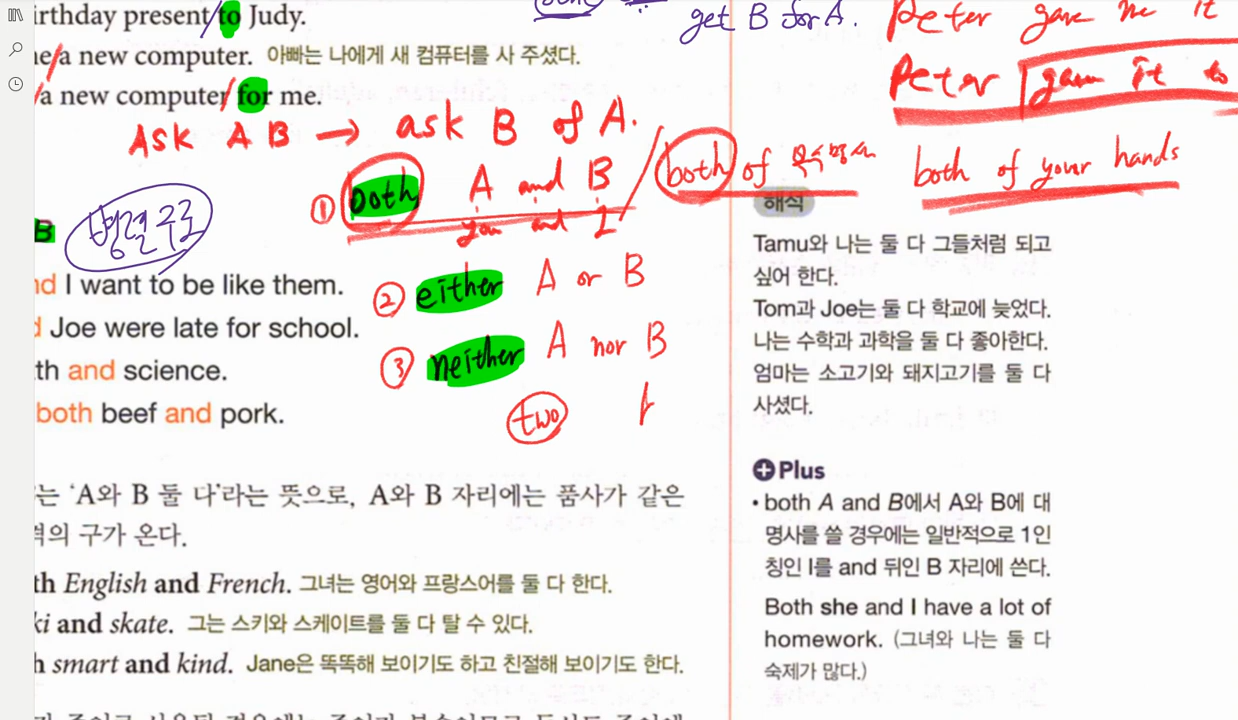 irthday present to Judy.
get B for A.
Peter gave me it
ne a new computer. 아빠는 나에게 새 컴퓨터를 사 주셨다.
Peter gave it to
a new computer for me.
ASK A B → ask B of A.
① both A and B / both of 복수명사
both of your hands
you and I
병렬구조
B
해석
② either A or B
③ neither A nor B
two
nd I want to be like them.
d Joe were late for school.
th and science.
both beef and pork.
Tamu와 나는 둘 다 그들처럼 되고
싶어 한다.
Tom과 Joe는 둘 다 학교에 늦었다.
나는 수학과 과학을 둘 다 좋아한다.
엄마는 소고기와 돼지고기를 둘 다
사셨다.
는 ‘A와 B 둘 다’라는 뜻으로, A와 B 자리에는 품사가 같은
격의 구가 온다.
th English and French. 그녀는 영어와 프랑스어를 둘 다 한다.
ki and skate. 그는 스키와 스케이트를 둘 다 탈 수 있다.
h smart and kind. Jane은 똑똑해 보이기도 하고 친절해 보이기도 한다.
Plus
• both A and B에서 A와 B에 대
명사를 쓸 경우에는 일반적으로 1인
칭인 I를 and 뒤인 B 자리에 쓴다.
Both she and I have a lot of
homework. (그녀와 나는 둘 다
숙제가 많다.)